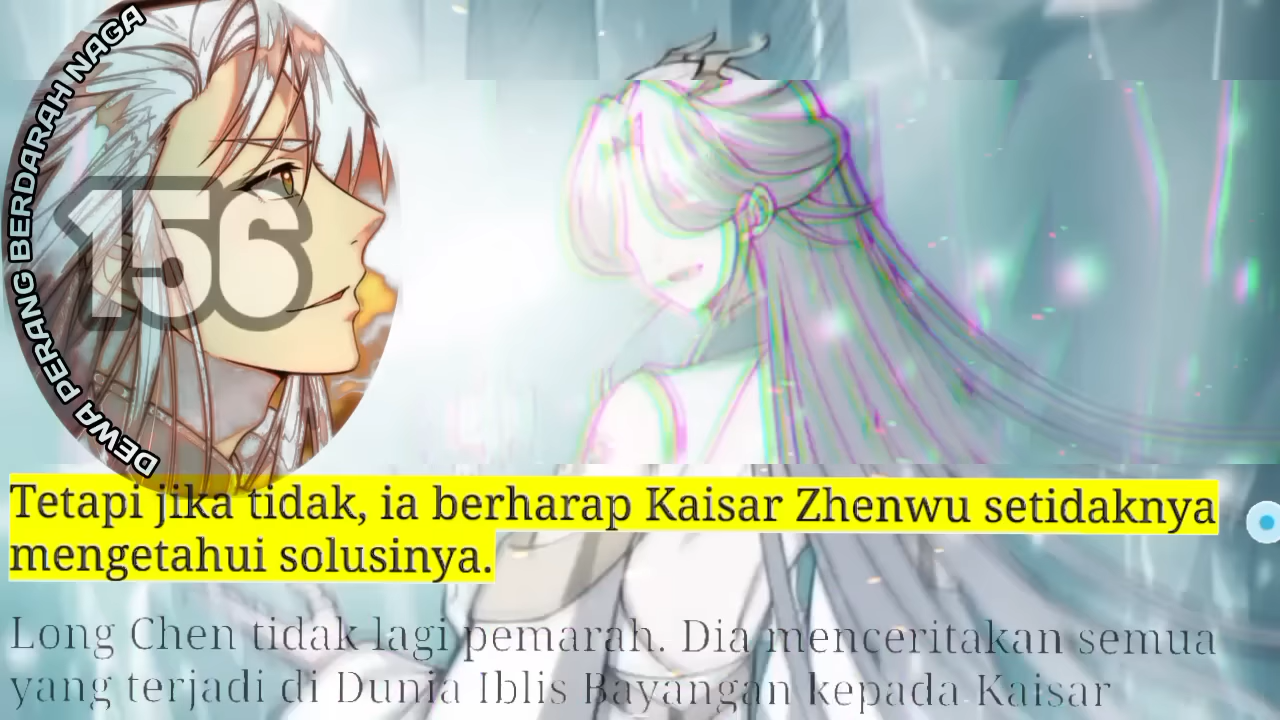 DEWA PERANG BERDARAH NAGA
156
Tetapi jika tidak, ia berharap Kaisar Zhenwu setidaknya
mengetahui solusinya.
Long Chen tidak lagi pemarah. Dia menceritakan semua
yang terjadi di Dunia Iblis Bayangan kepada Kaisar